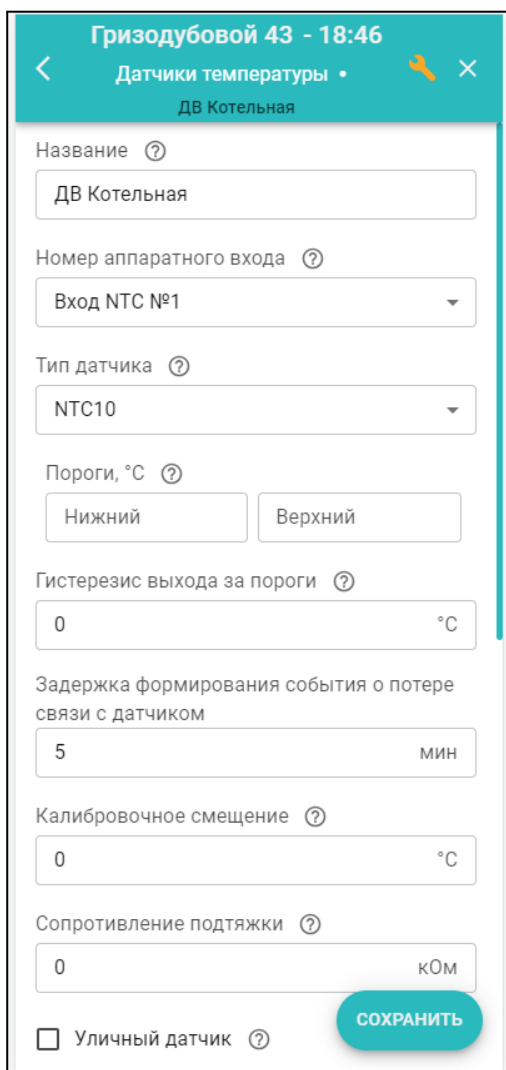 Гризодубовой 43 - 18:46
Датчики температуры •
ДВ Котельная
Название
ДВ Котельная
Номер аппаратного входа
Вход NTC №1
Тип датчика
NTC10
Пороги, °C
Нижний Верхний
Гистерезис выхода за пороги
0 °C
Задержка формирования события о потере
связи с датчиком
5 мин
Калибровочное смещение
0 °C
Сопротивление подтяжки
0 кОм
СОХРАНИТЬ
Уличный датчик